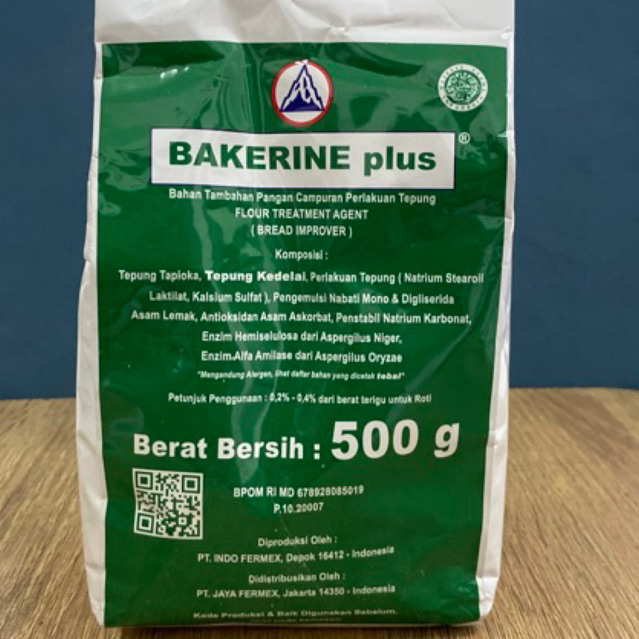 BAKERINE plus ®
Bahan Tambahan Pangan Campuran Perlakuan Tepung
FLOUR TREATMENT AGENT
( BREAD IMPROVER )
Komposisi :
Tepung Tapioka, Tepung Kedelai, Perlakuan Tepung ( Natrium Stearoil
Laktilat, Kalsium Sulfat ), Pengemulsi Nabati Mono & Digliserida
Asam Lemak, Antioksidan Asam Askorbat, Penstabil Natrium Karbonat,
Enzim Hemiselulosa dari Aspergilus Niger,
Enzim-Alfa Amilase dari Aspergilus Oryzae
"Mengandung Alergen, lihat daftar bahan yang dicetak tebal"
Petunjuk Penggunaan : 0,2% - 0,4% dari berat terigu untuk Roti
Berat Bersih : 500 g
BPOM RI MD 678928085019
P.10.20007
Diproduksi Oleh :
PT. INDO FERMEX, Depok 16412 - Indonesia
Didistribusikan Oleh :
PT. JAYA FERMEX, Jakarta 14350 - Indonesia
Kode Produksi & Baik Digunakan Sebelum,